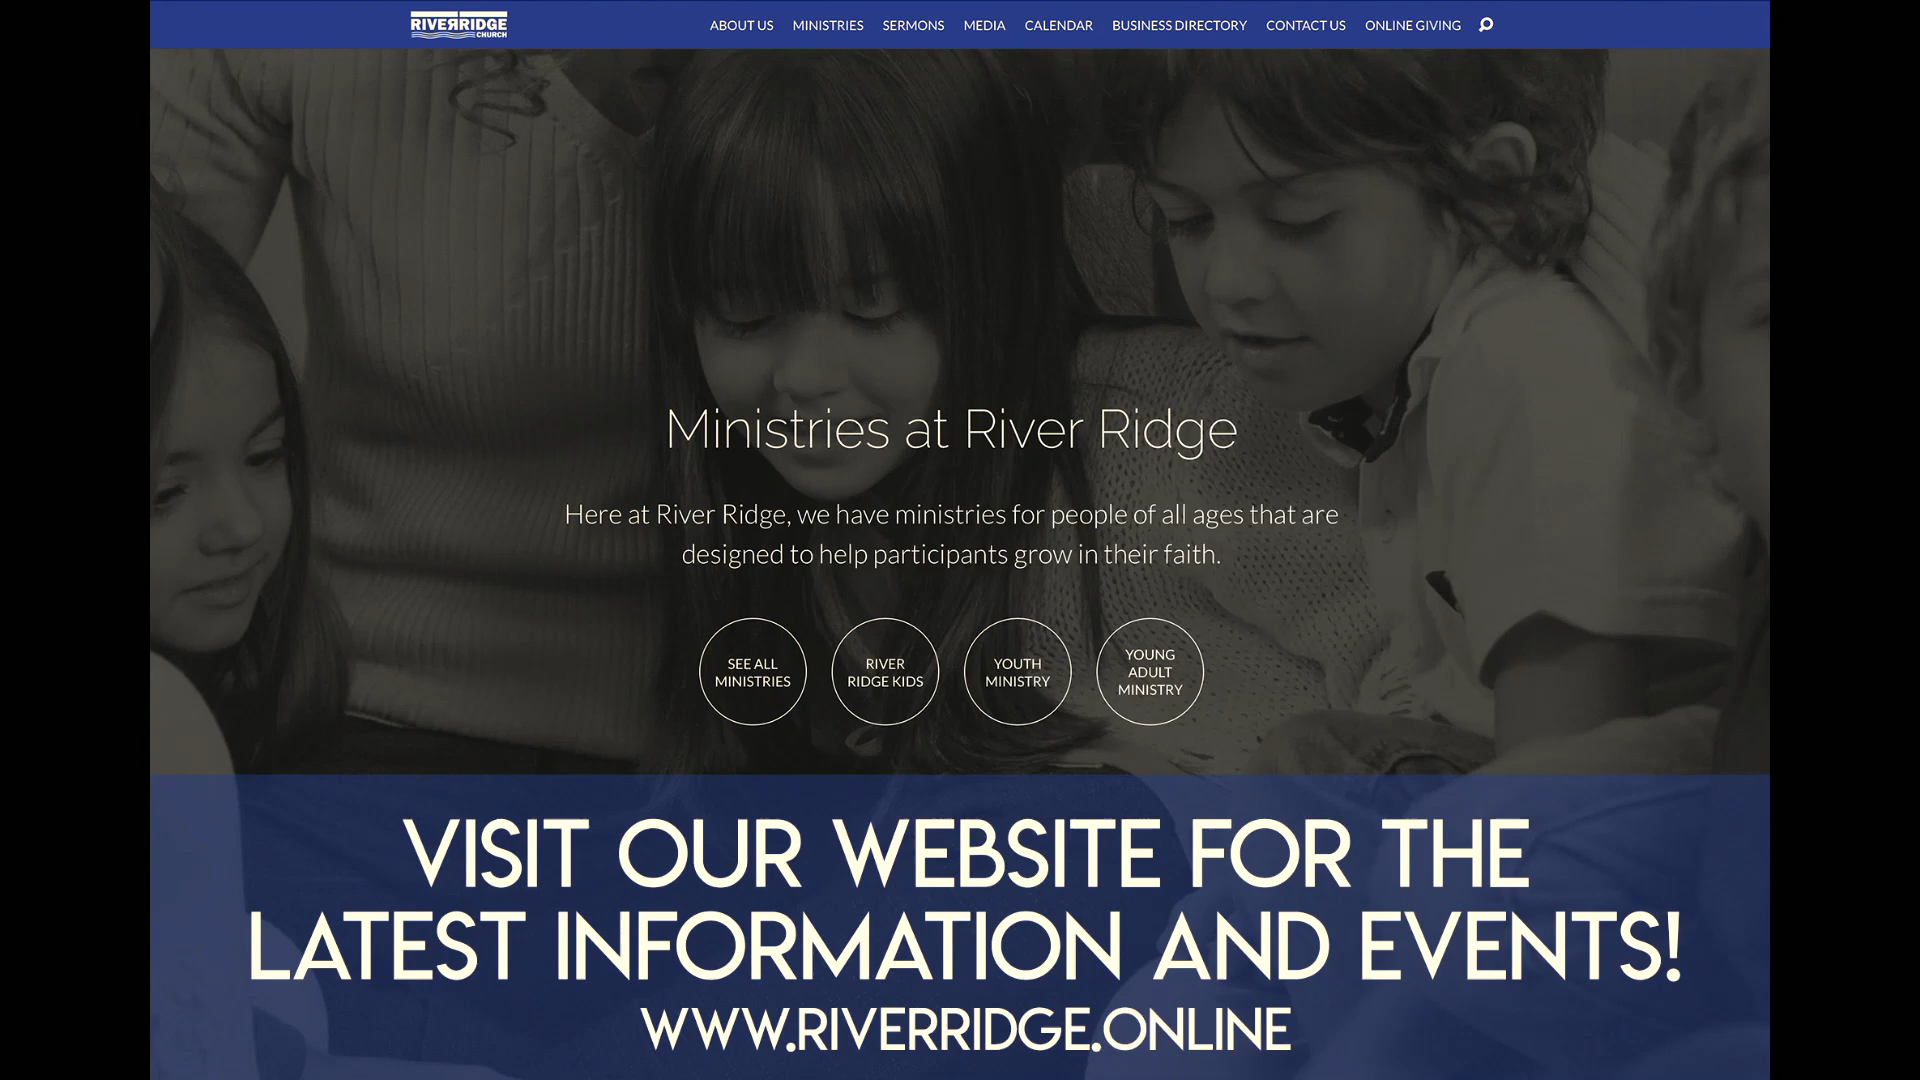 RIVERRIDGE
CHURCH
ABOUT US MINISTRIES SERMONS MEDIA CALENDAR BUSINESS DIRECTORY CONTACT US ONLINE GIVING
Ministries at River Ridge
Here at River Ridge, we have ministries for people of all ages that are
designed to help participants grow in their faith.
SEE ALL
MINISTRIES
RIVER
RIDGE KIDS
YOUTH
MINISTRY
YOUNG
ADULT
MINISTRY
VISIT OUR WEBSITE FOR THE
LATEST INFORMATION AND EVENTS!
WWW.RIVERRIDGE.ONLINE